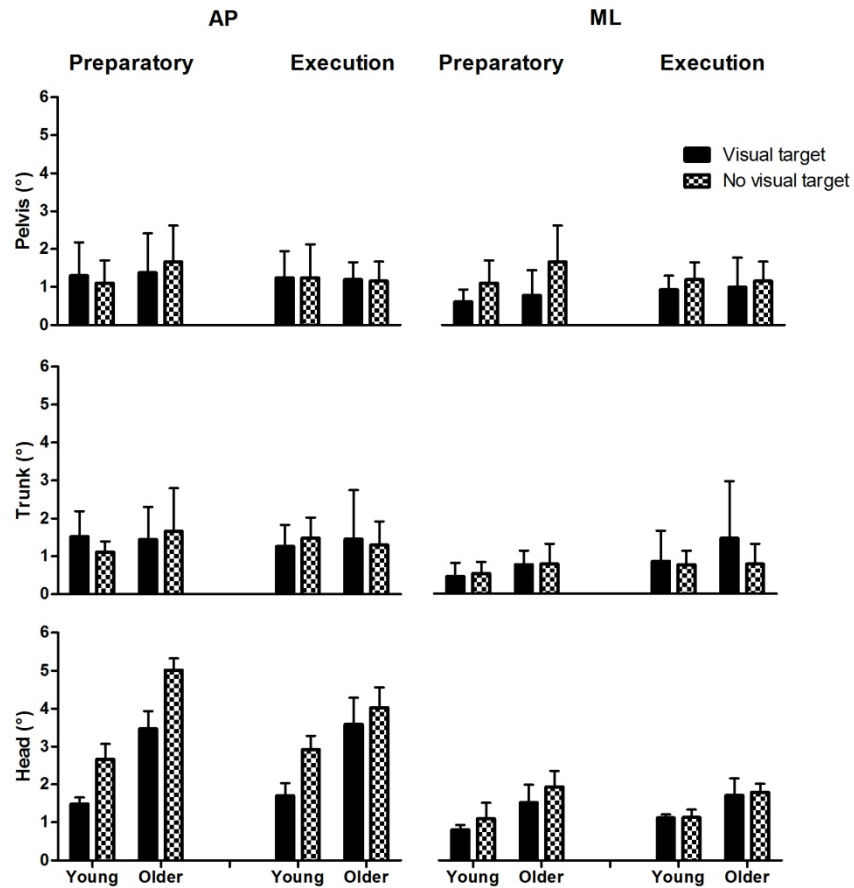 AP ML
Preparatory Execution Preparatory Execution
Visual target
No visual target
Pelvis (°)
6
5
4
3
2
1
0
Trunk (°)
6
5
4
3
2
1
0
Head (°)
6
5
4
3
2
1
0
Young Older Young Older Young Older Young Older